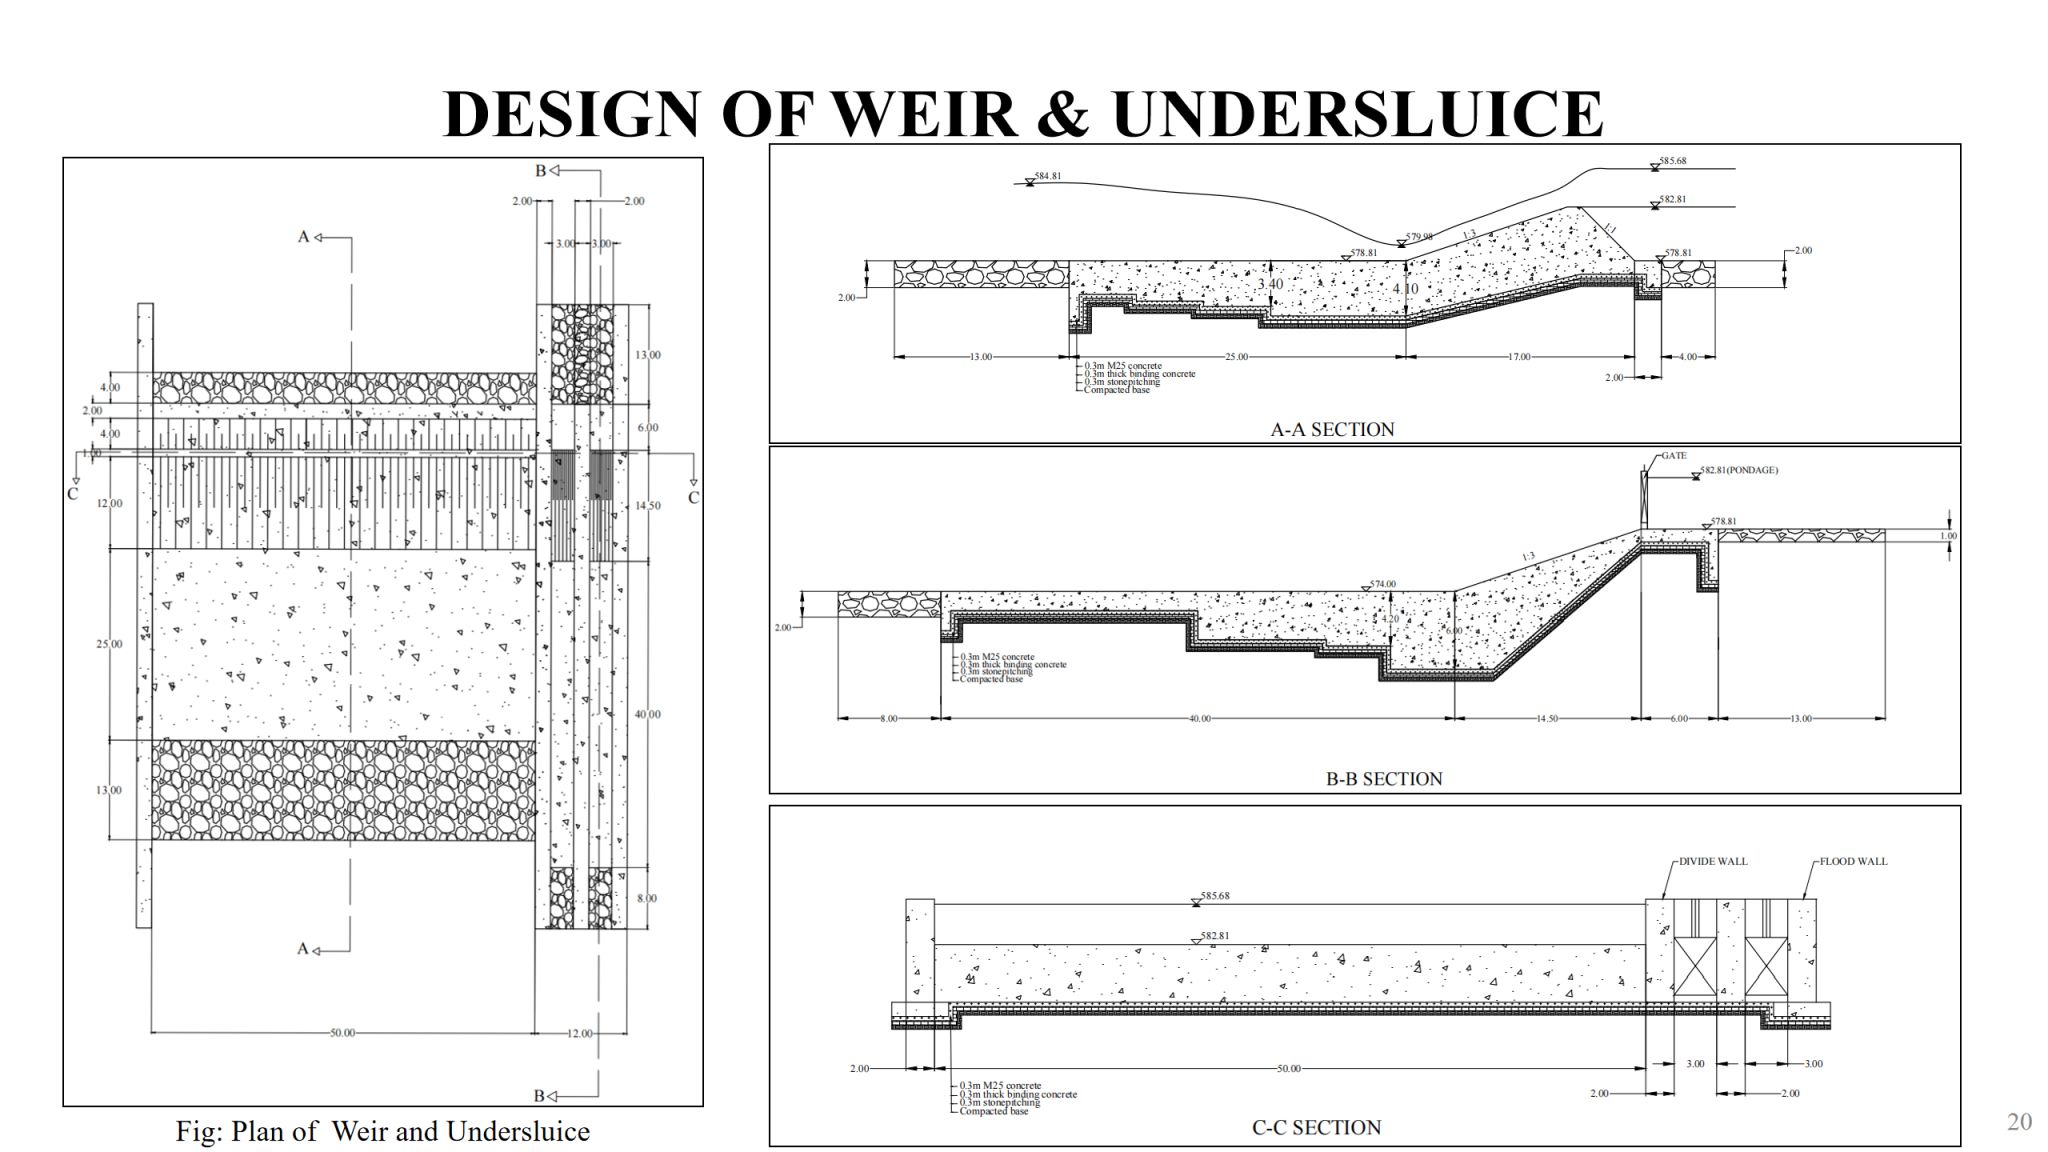 DESIGN OF WEIR & UNDERSLUICE
B
2.00
2.00
A
3.00
3.00
13.00
4.00
2.00
6.00
4.00
1.00
C
C
12.00
14.50
25.00
40.00
13.00
8.00
A
50.00
12.00
B
Fig: Plan of Weir and Undersluice
585.68
584.81
582.81
1:3
1:1
579.98
578.81
578.81
2.00
3.40
4.10
2.00
13.00
25.00
17.00
4.00
2.00
0.3m M25 concrete
0.3m thick binding concrete
0.3m stonepitching
Compacted base
A-A SECTION
GATE
582.81(PONDAGE)
578.81
1.00
1:3
574.00
4.20
6.00
2.00
0.3m M25 concrete
0.3m thick binding concrete
0.3m stonepitching
Compacted base
8.00
40.00
14.50
6.00
13.00
B-B SECTION
DIVIDE WALL
FLOOD WALL
585.68
582.81
2.00
50.00
3.00
3.00
2.00
2.00
0.3m M25 concrete
0.3m thick binding concrete
0.3m stonepitching
Compacted base
C-C SECTION
20